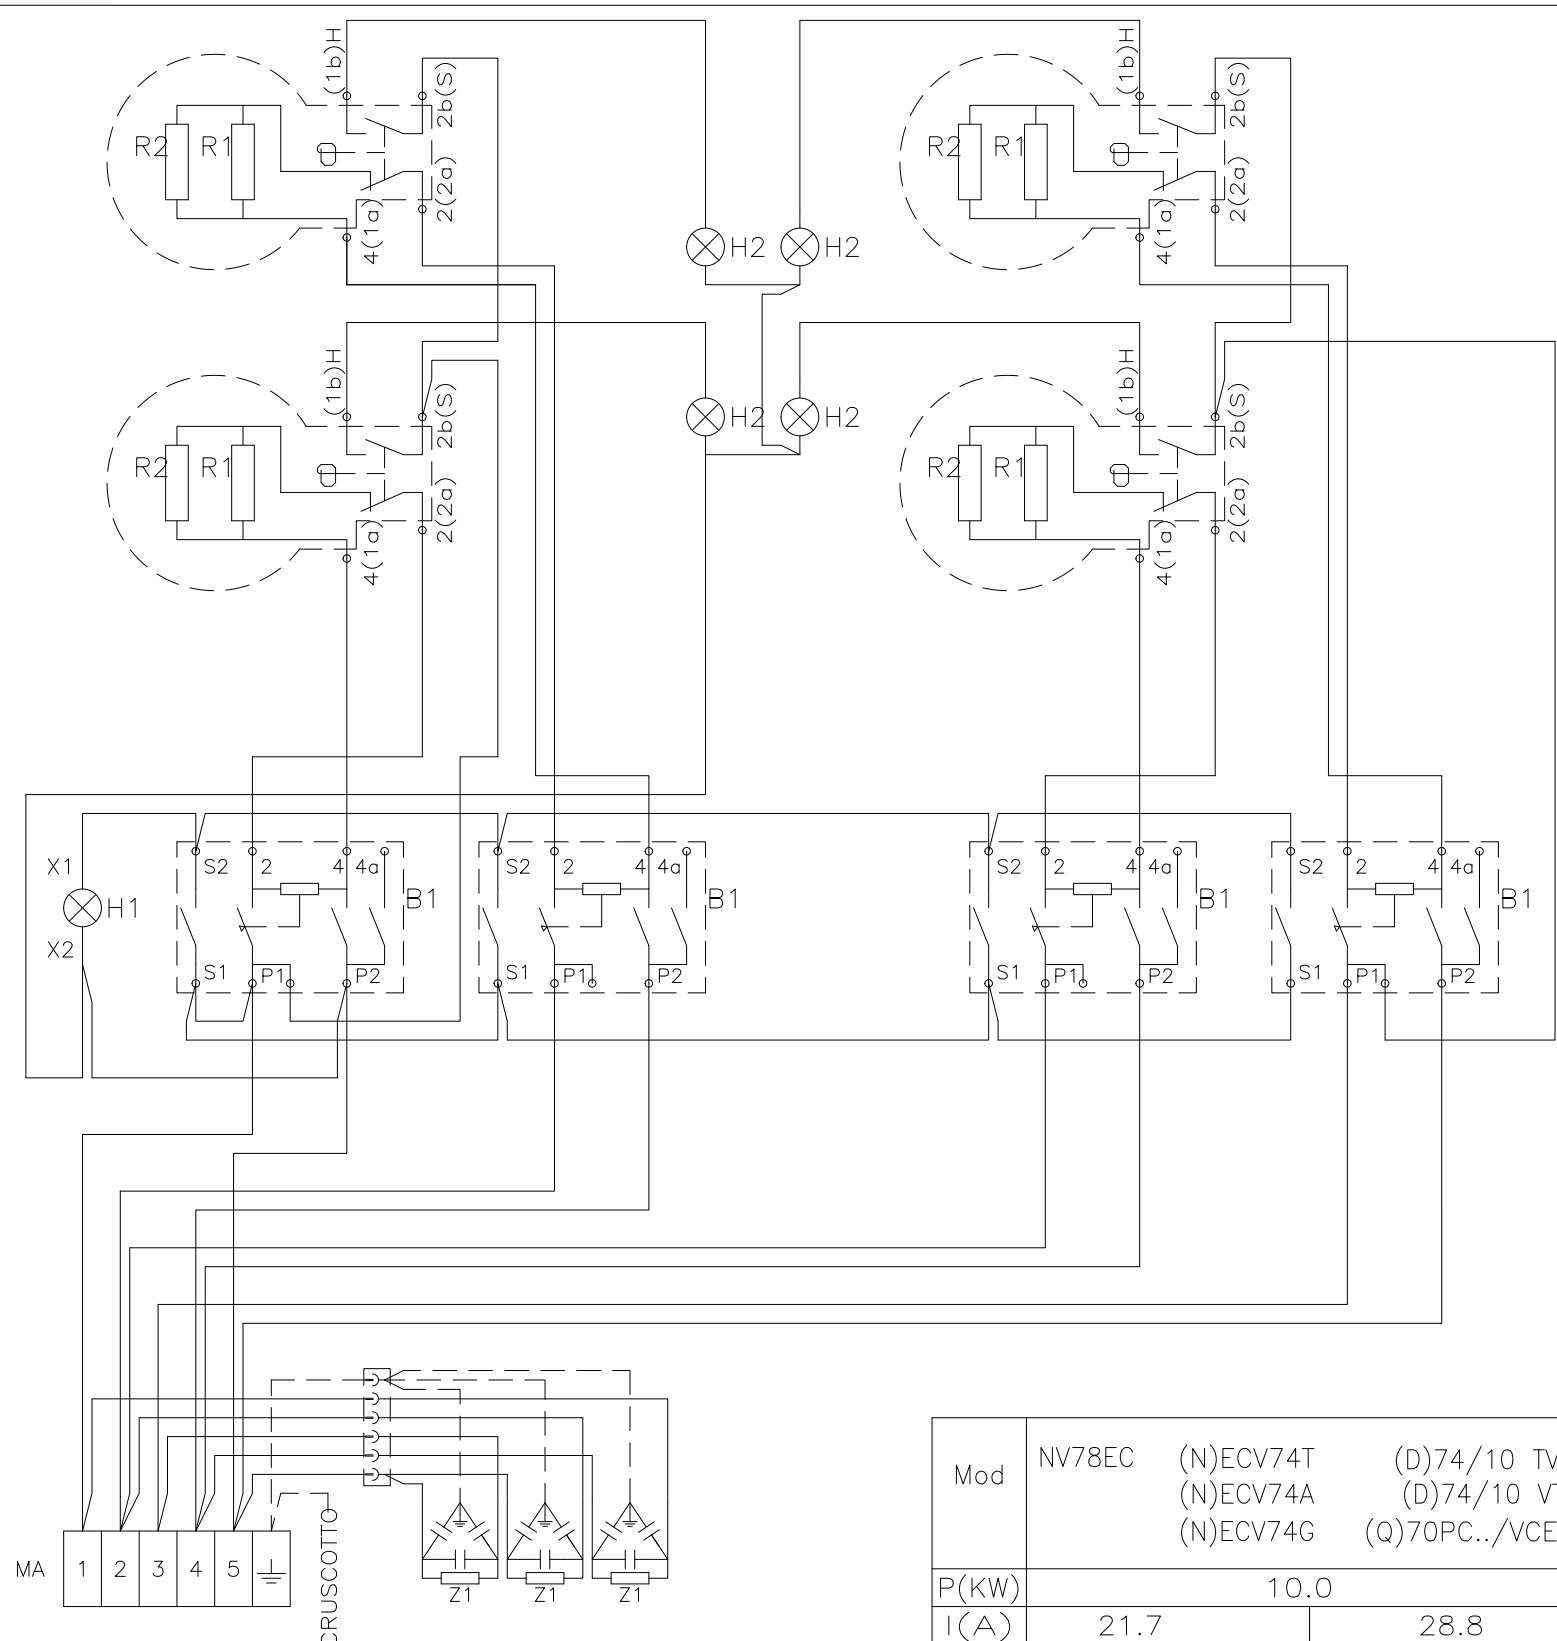 (1b)H
2b(S)
(1b)H
2b(S)
R2 R1
R2 R1
2(2a)
4(1a)
2(2a)
4(1a)
H2 H2
(1b)H
2b(S)
(1b)H
2b(S)
H2 H2
R2 R1
R2 R1
2(2a)
4(1a)
2(2a)
4(1a)
X1 S2 2 4 4a S2 2 4 4a S2 2 4 4a S2 2 4 4a
H1 B1 B1 B1 B1
X2 S1 P1 P2 S1 P1 P2 S1 P1 P2 S1 P1 P2
Mod NV78EC (N)ECV74T (D)74/10 TV
(N)ECV74A (D)74/10 VT
(N)ECV74G (Q)70PC../VCE
MA 1 2 3 4 5
CRUSCOTTO
Z1 Z1 Z1
P(KW) 10.0
I(A) 21.7 28.8